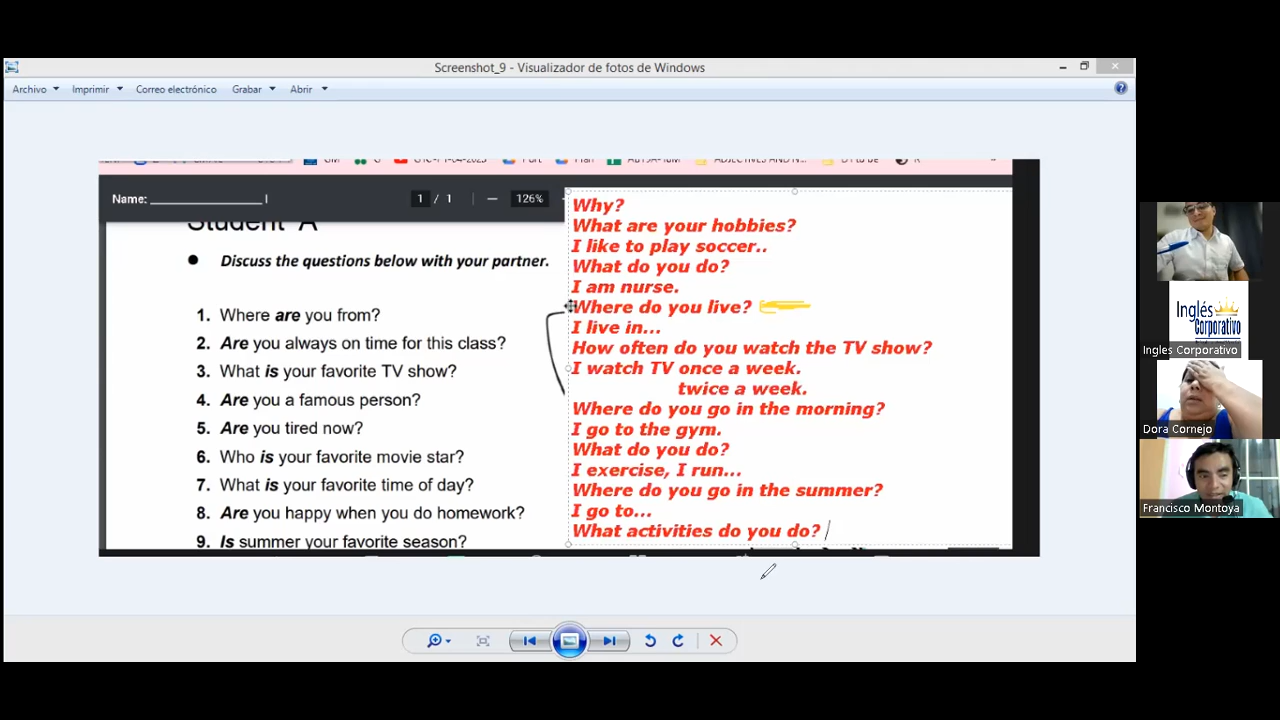 Screenshot_9 - Visualizador de fotos de Windows
Archivo Imprimir Correo electrónico Grabar Abrir
Name: ______________ 1 / 1 126%
Student A
Discuss the questions below with your partner.
1. Where are you from?
2. Are you always on time for this class?
3. What is your favorite TV show?
4. Are you a famous person?
5. Are you tired now?
6. Who is your favorite movie star?
7. What is your favorite time of day?
8. Are you happy when you do homework?
9. Is summer your favorite season?
Why?
What are your hobbies?
I like to play soccer..
What do you do?
I am nurse.
Where do you live?
I live in...
How often do you watch the TV show?
I watch TV once a week.
twice a week.
Where do you go in the morning?
I go to the gym.
What do you do?
I exercise, I run...
Where do you go in the summer?
I go to...
What activities do you do?
Inglés
Corporativo
Ingles Corporativo
Dora Cornejo
Francisco Montoya